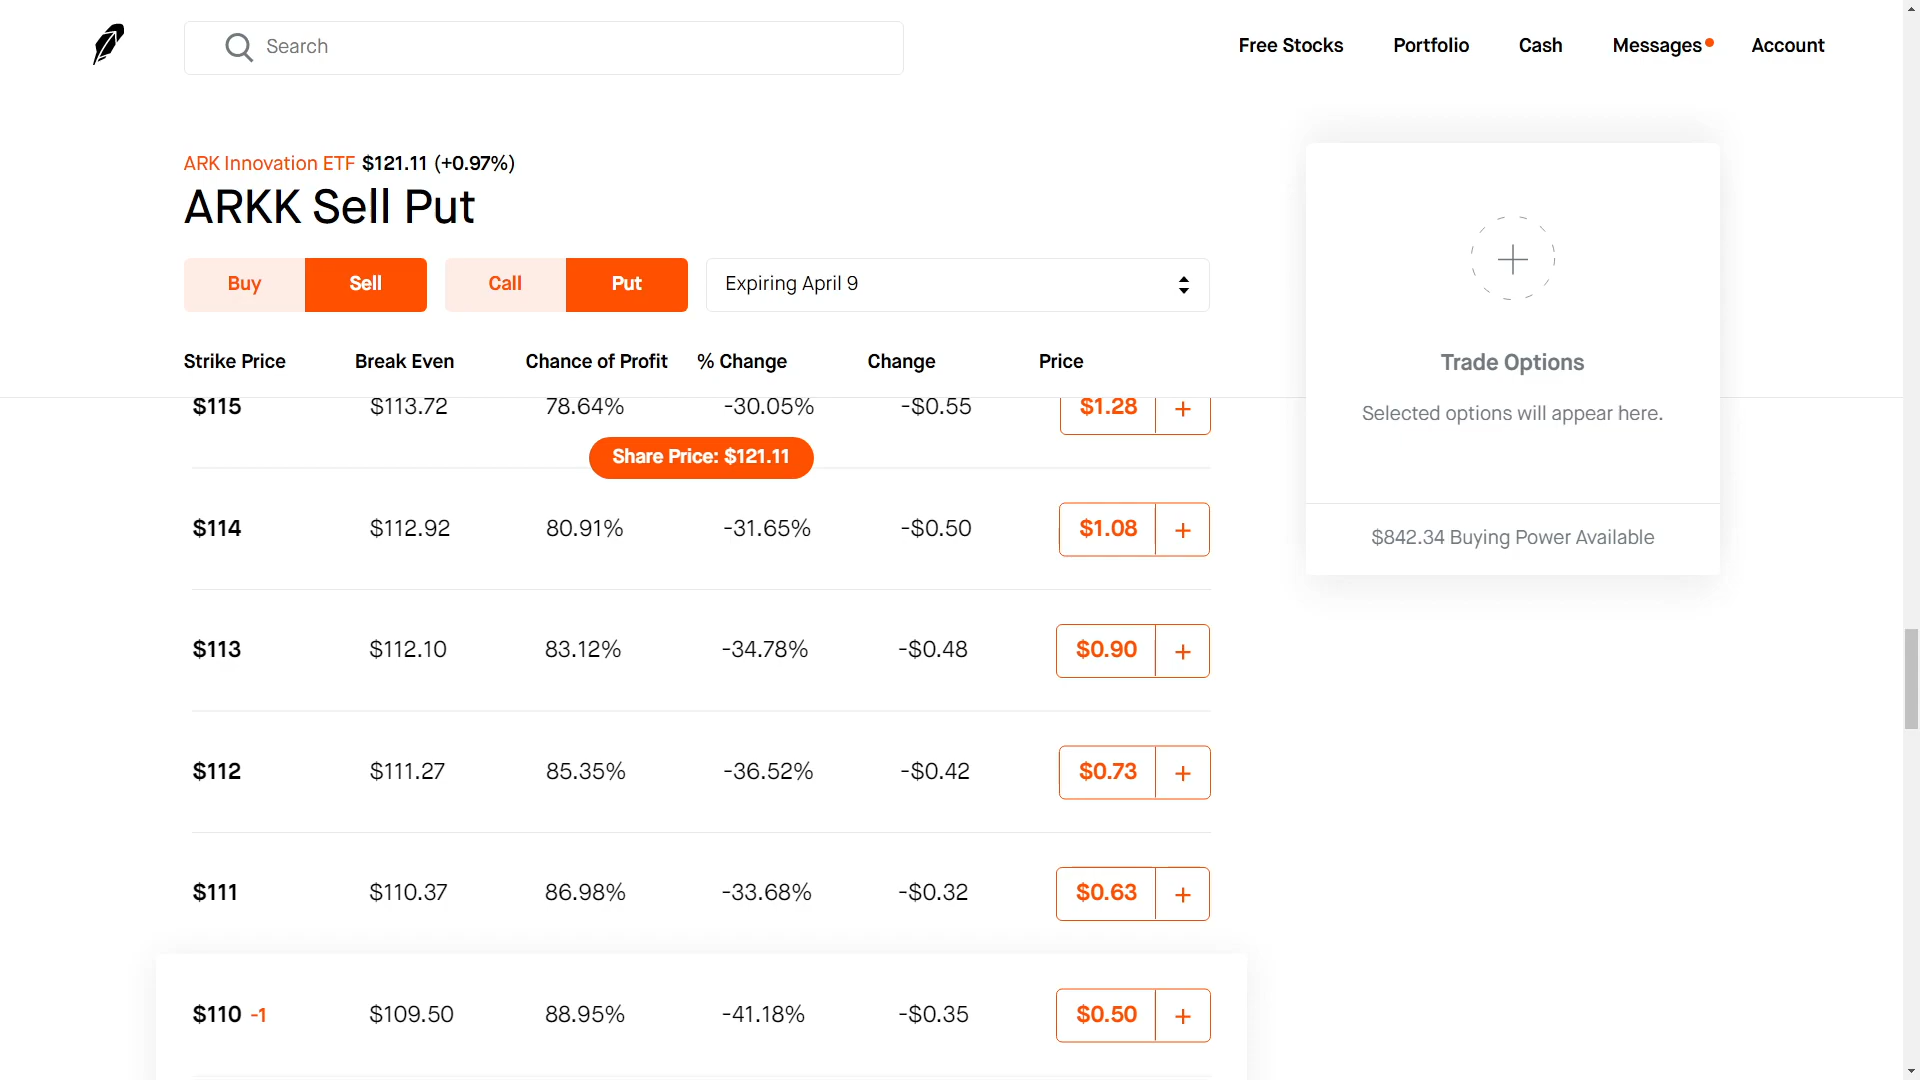 Search
Free Stocks Portfolio Cash Messages Account
ARK Innovation ETF $121.11 (+0.97%)
ARKK Sell Put
Buy Sell Call Put Expiring April 9
Strike Price Break Even Chance of Profit % Change Change Price
$115 $113.72 78.64% -30.05% -$0.55 $1.28 +
Share Price: $121.11
$114 $112.92 80.91% -31.65% -$0.50 $1.08 +
$113 $112.10 83.12% -34.78% -$0.48 $0.90 +
$112 $111.27 85.35% -36.52% -$0.42 $0.73 +
$111 $110.37 86.98% -33.68% -$0.32 $0.63 +
$110 -1 $109.50 88.95% -41.18% -$0.35 $0.50 +
Trade Options
Selected options will appear here.
$842.34 Buying Power Available